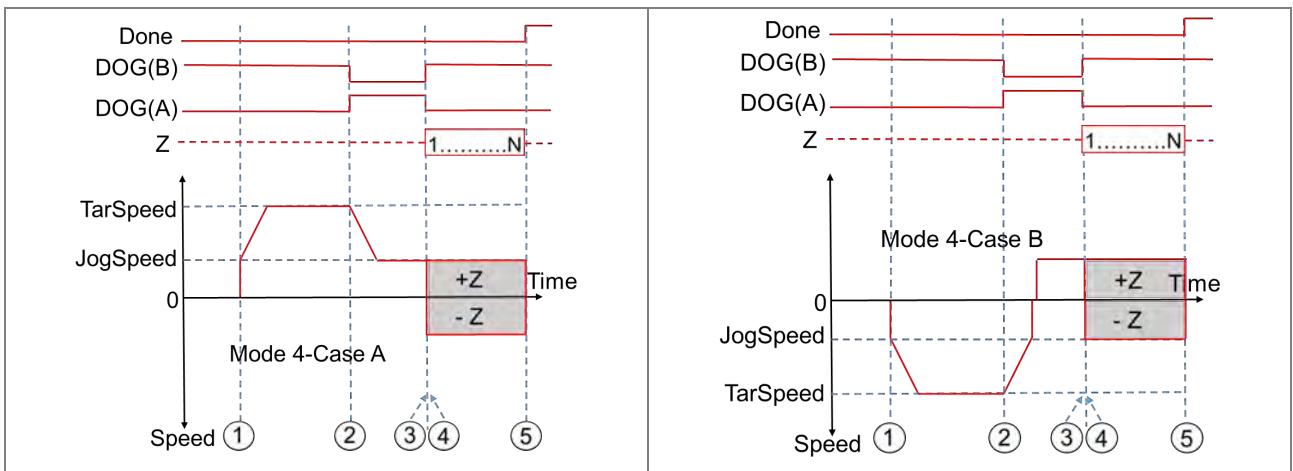 Done
DOG(B)
DOG(A)
Z
1..........N
TarSpeed
JogSpeed
+Z
Time
0
- Z
Mode 4-Case A
Speed
1
2
3
4
5
Done
DOG(B)
DOG(A)
Z
1..........N
Mode 4-Case B
+Z
Time
0
- Z
JogSpeed
TarSpeed
Speed
1
2
3
4
5